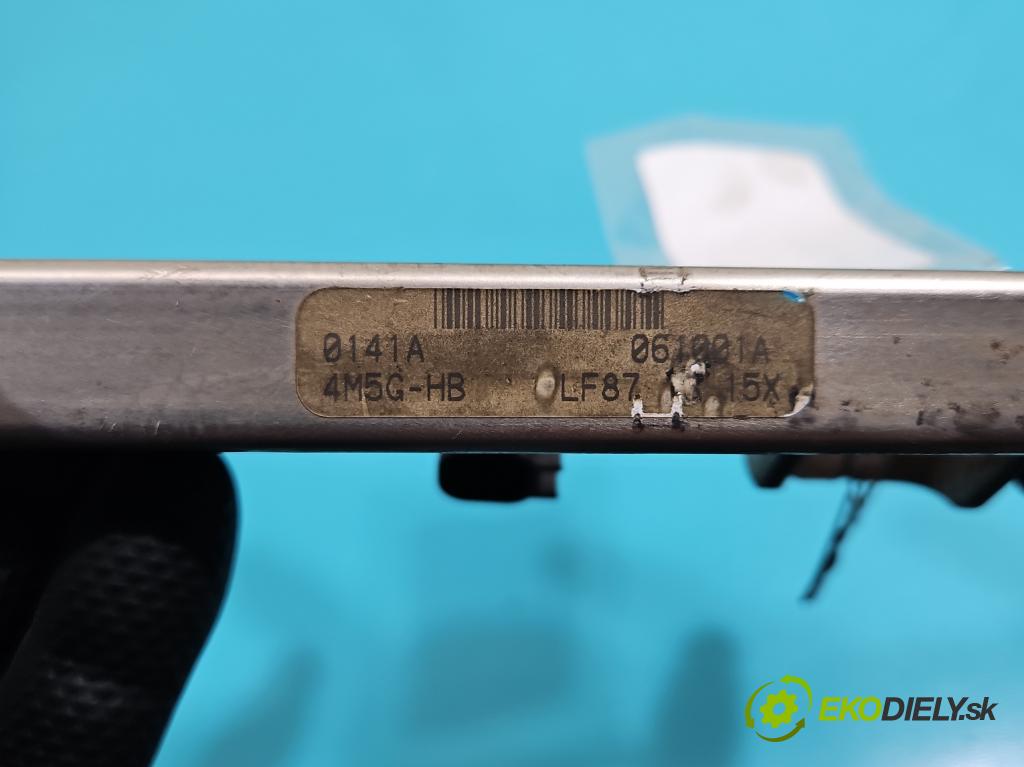 0141A 061001A
4M5G-HB LF87 15X
EKODIELY.sk